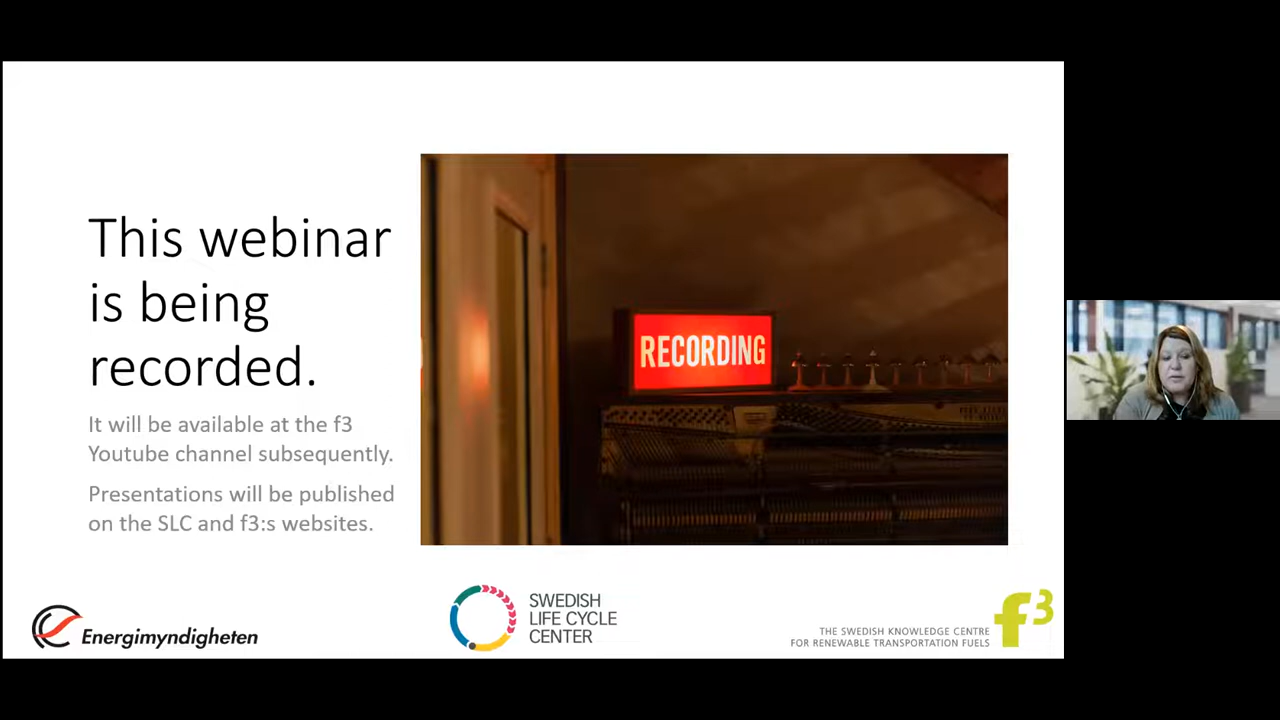 This webinar
is being
recorded.
It will be available at the f3
Youtube channel subsequently.
Presentations will be published
on the SLC and f3:s websites.
RECORDING
Energimyndigheten
SWEDISH
LIFE CYCLE
CENTER
THE SWEDISH KNOWLEDGE CENTRE
FOR RENEWABLE TRANSPORTATION FUELS
f3